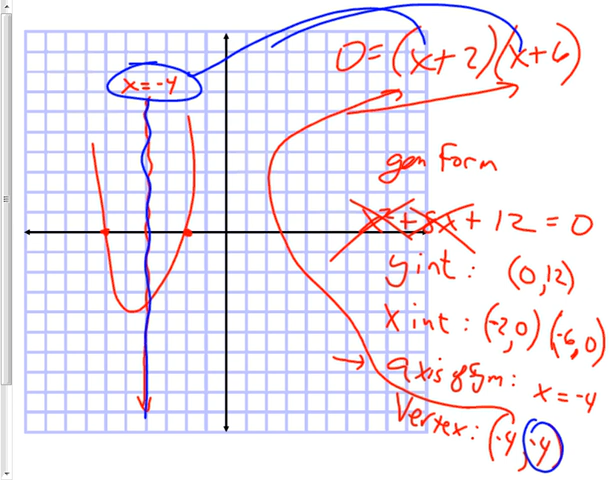 0=(x+2)(x+6)
x=-4
gen Form
x²+8x+12=0
y int: (0,12)
x int: (-2,0) (-6,0)
→ axis of sym: x=-4
Vertex: (-4,-4)